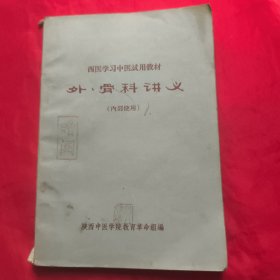 西医学习中医试用教材
外·骨科讲义
(内部使用)
陕西中医学院教育革命组编